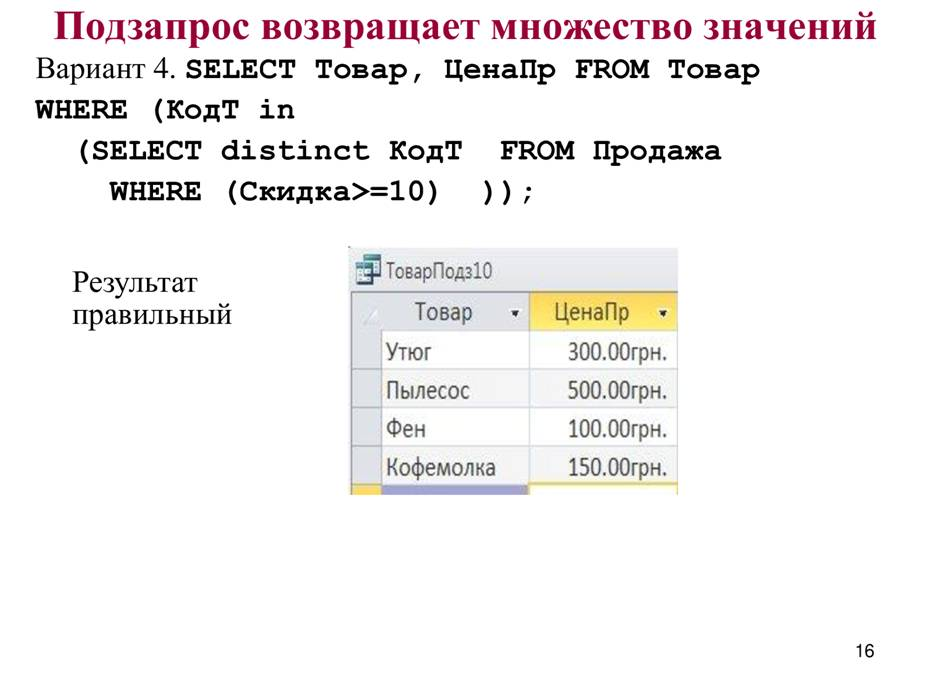 Подзапрос возвращает множество значений
Вариант 4. SELECT Товар, ЦенаПр FROM Товар
WHERE (КодТ in
(SELECT distinct КодТ FROM Продажа
WHERE (Скидка>=10) ));
Результат
правильный
ТоварПодз10
Товар ЦенаПр
Утюг 300.00грн.
Пылесос 500.00грн.
Фен 100.00грн.
Кофемолка 150.00грн.
16